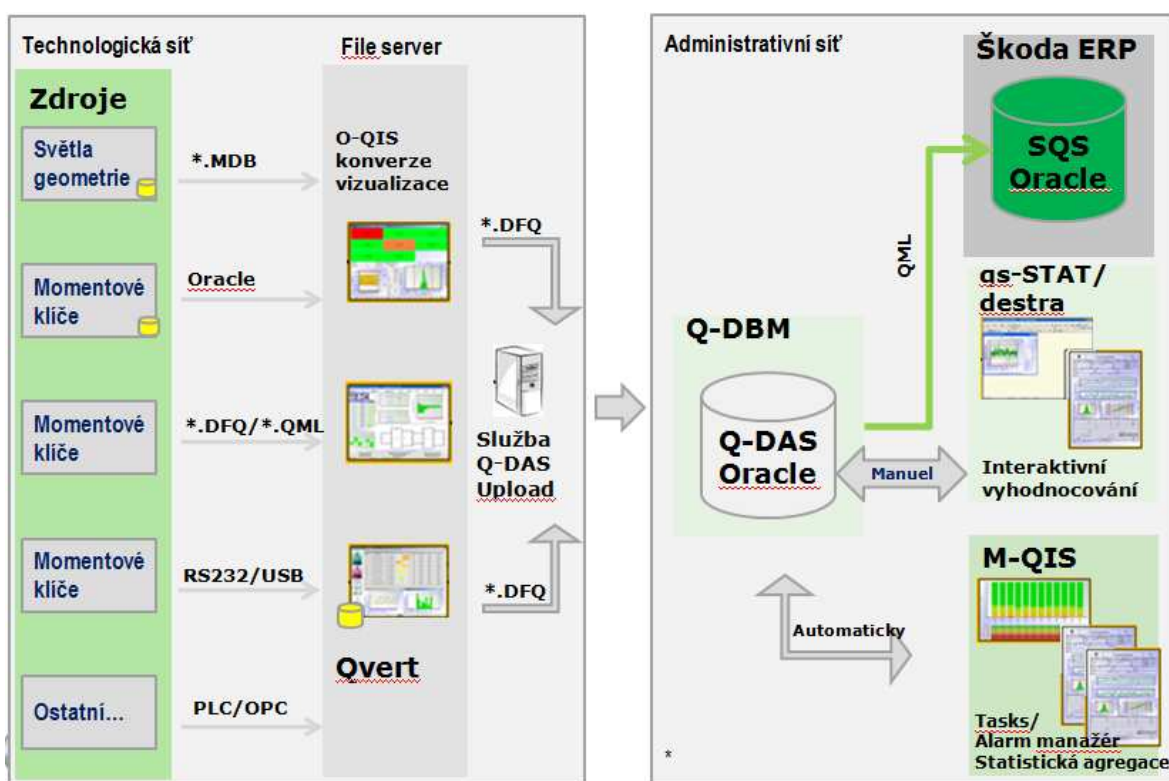 Technologická síť
File server
Zdroje
Světla
geometrie
*.MDB
O-QIS
konverze
vizualizace
*.DFQ
Momentové
klíče
Oracle
Momentové
klíče
*.DFQ/*.QML
Služba
Q-DAS
Upload
Momentové
klíče
RS232/USB
*.DFQ
Qvert
Ostatní...
PLC/OPC
Administrativní síť
Škoda ERP
SQS
Oracle
QML
qs-STAT/
destra
Q-DBM
Q-DAS
Oracle
Manuel
Interaktivní
vyhodnocování
M-QIS
Automaticky
Tasks/
Alarm manažér
Statistická agregace
*